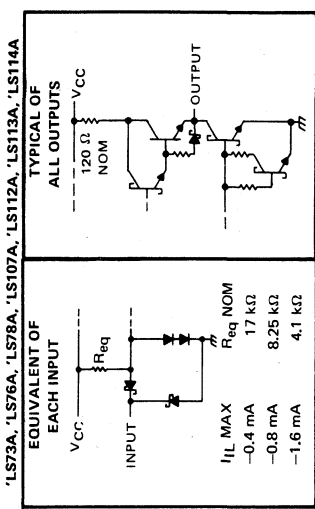 'LS73A, 'LS76A, 'LS78A, 'LS107A, 'LS112A, 'LS113A, 'LS114A
EQUIVALENT OF
EACH INPUT
VCC
Req
INPUT
IIL MAX Req NOM
−0.4 mA 17 kΩ
−0.8 mA 8.25 kΩ
−1.6 mA 4.1 kΩ
TYPICAL OF
ALL OUTPUTS
VCC
120 Ω
NOM
OUTPUT